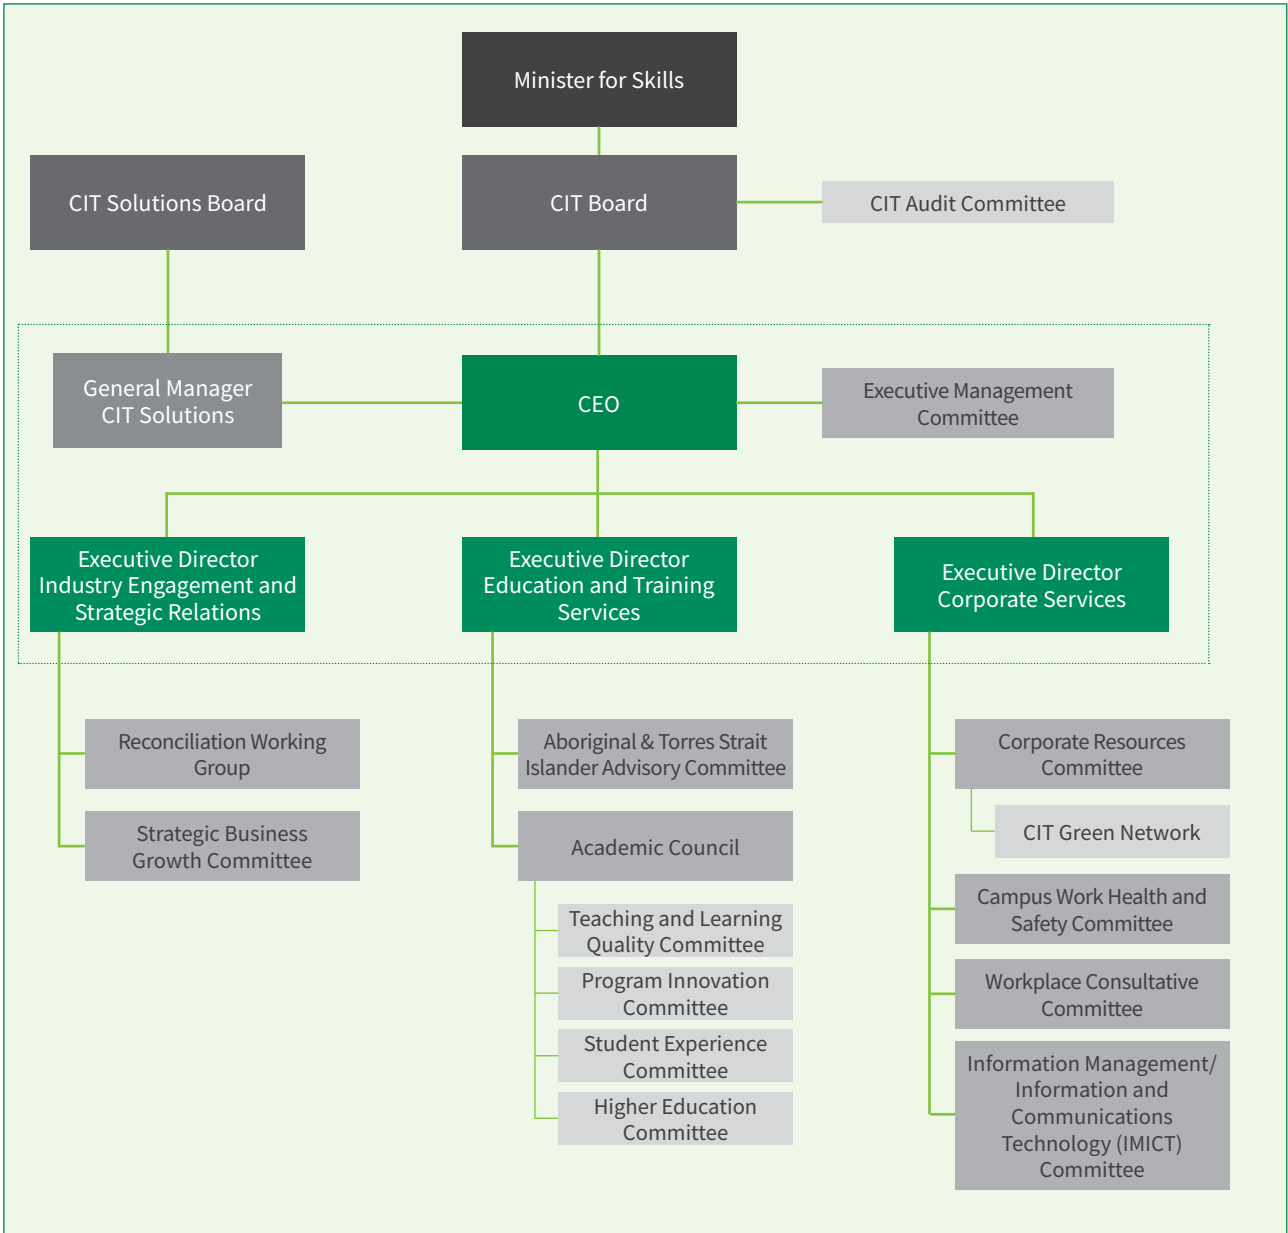 Minister for Skills
CIT Solutions Board
CIT Board
CIT Audit Committee
General Manager
CIT Solutions
CEO
Executive Management
Committee
Executive Director
Industry Engagement and
Strategic Relations
Executive Director
Education and Training
Services
Executive Director
Corporate Services
Reconciliation Working
Group
Strategic Business
Growth Committee
Aboriginal & Torres Strait
Islander Advisory Committee
Academic Council
Teaching and Learning
Quality Committee
Program Innovation
Committee
Student Experience
Committee
Higher Education
Committee
Corporate Resources
Committee
CIT Green Network
Campus Work Health and
Safety Committee
Workplace Consultative
Committee
Information Management/
Information and
Communications
Technology (IMICT)
Committee